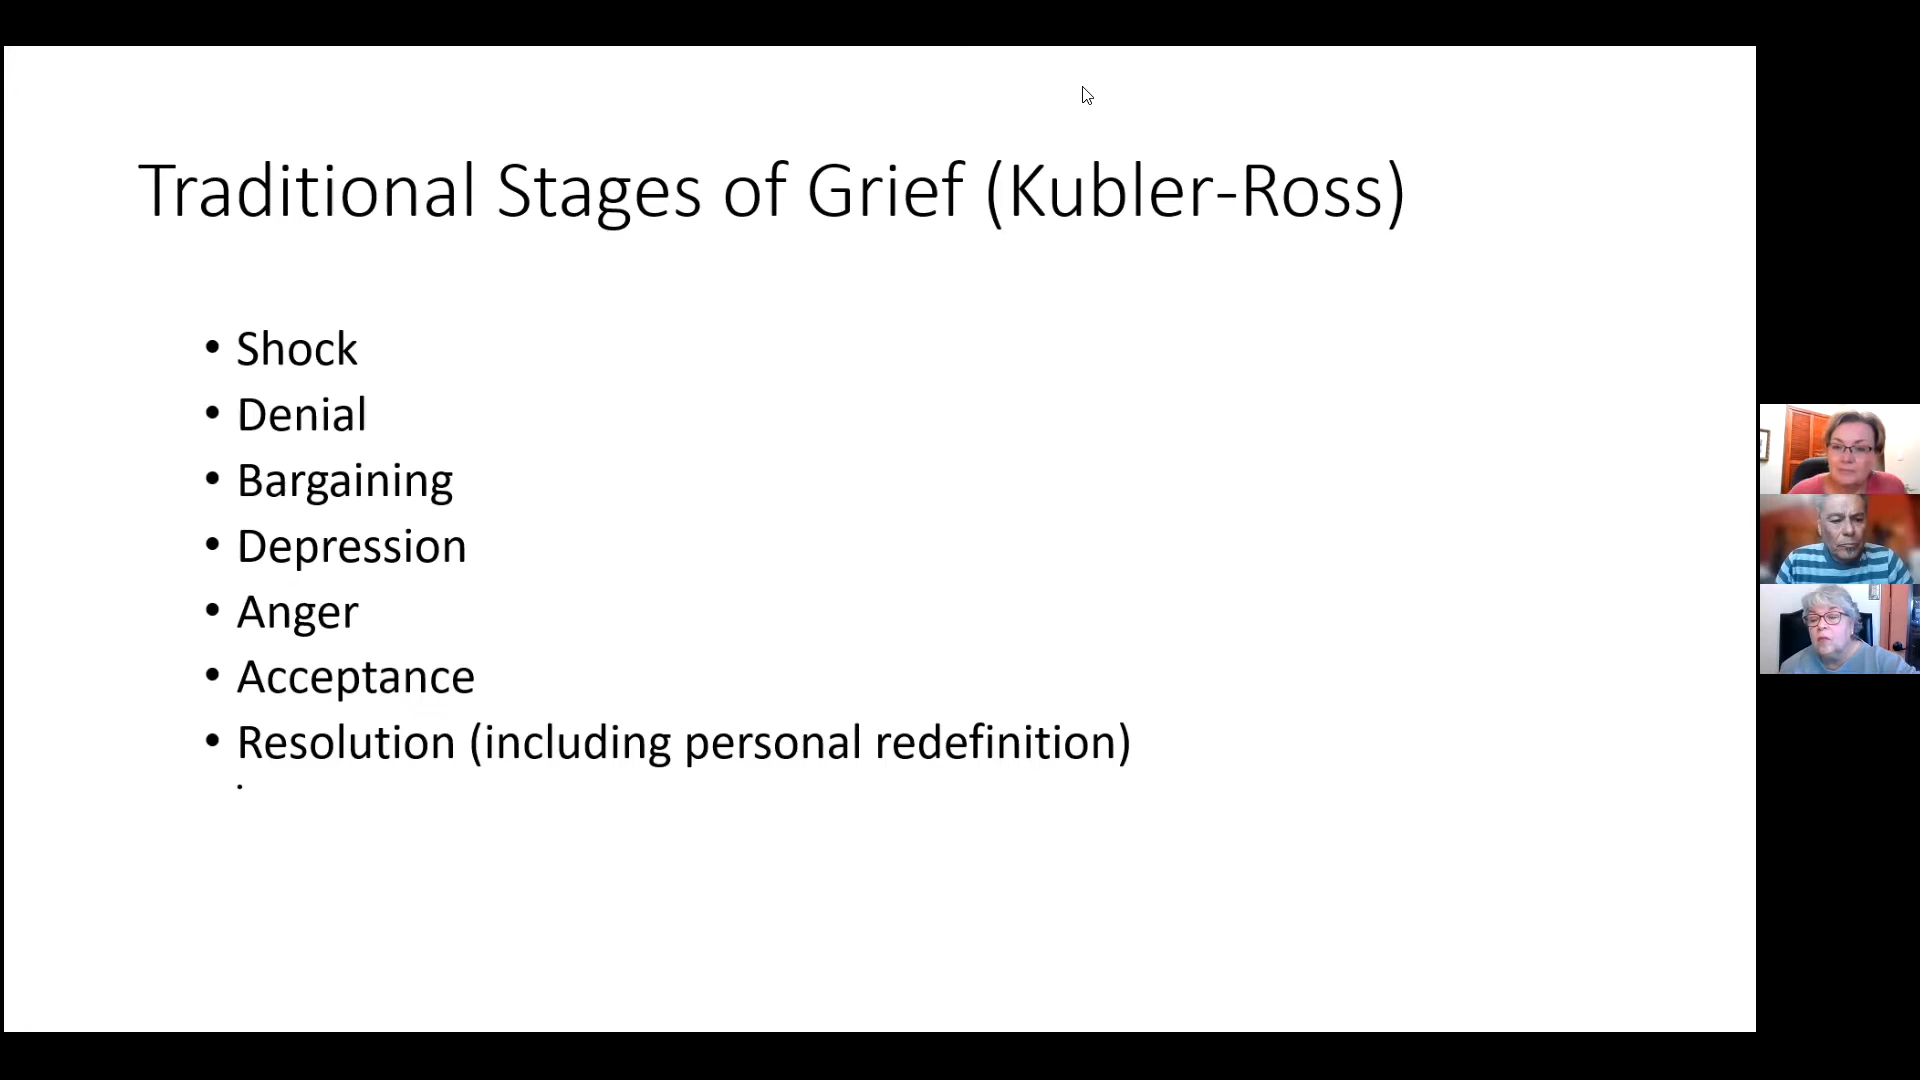 Traditional Stages of Grief (Kubler-Ross)
• Shock
• Denial
• Bargaining
• Depression
• Anger
• Acceptance
• Resolution (including personal redefinition)
.